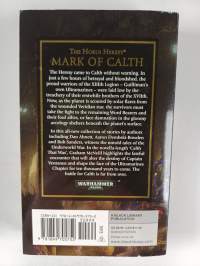 THE HORUS HERESY®
MARK OF CALTH
The Heresy came to Calth without warning. In
just a few hours of betrayal and bloodshed, the
proud warriors of the XIIIth Legion – Guilliman's
own Ultramarines – were laid low by the
treachery of their erstwhile brothers of the XVIIth.
Now, as the planet is scoured by solar flares from
the wounded Veridian star, the survivors must
take the fight to the remaining Word Bearers and
their foul allies, or face damnation in the gloomy
arcology shelters beneath the planet's surface.
In this all-new collection of stories by authors
including Dan Abnett, Aaron Dembski-Bowden
and Rob Sanders, witness the untold tales of the
Underworld War. In the novella-length 'Calth
That Was', Graham McNeill highlights the fateful
encounter that will alter the destiny of Captain
Ventanus and shape the face of the Ultramarines
Chapter for ten thousand years to come. The
battle for Calth is far from over.
WARHAMMER
40,000
BLACK LIBRARY
PUBLICATION